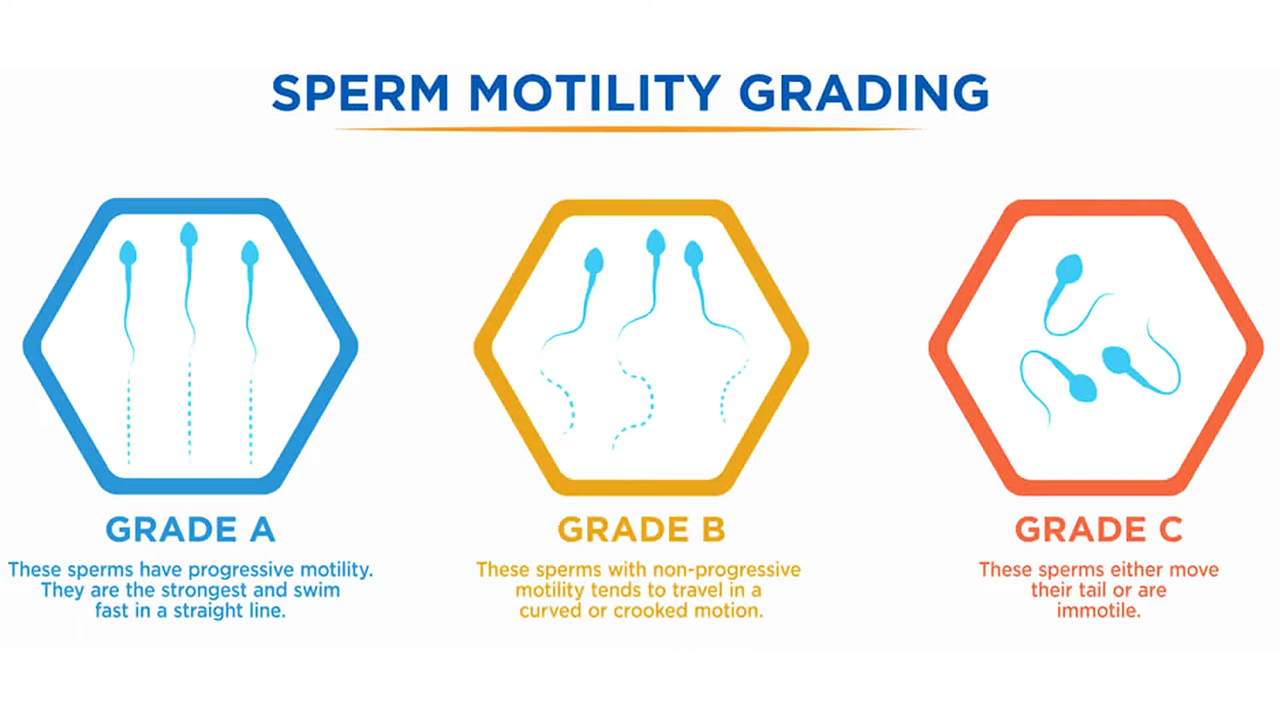 SPERM MOTILITY GRADING
GRADE A
These sperms have progressive motility.
They are the strongest and swim
fast in a straight line.
GRADE B
These sperms with non-progressive
motility tends to travel in a
curved or crooked motion.
GRADE C
These sperms either move
their tail or are
immotile.